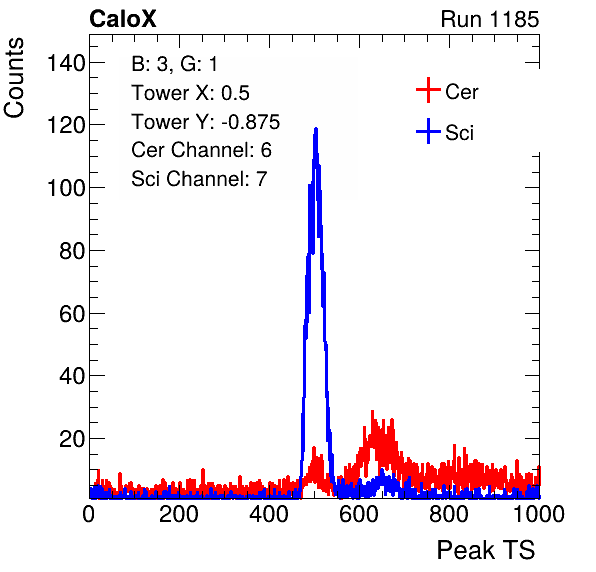 CaloX
Run 1185
Counts
B: 3, G: 1
Tower X: 0.5
Tower Y: -0.875
Cer Channel: 6
Sci Channel: 7
Cer
Sci
140
120
100
80
60
40
20
0 200 400 600 800 1000
Peak TS